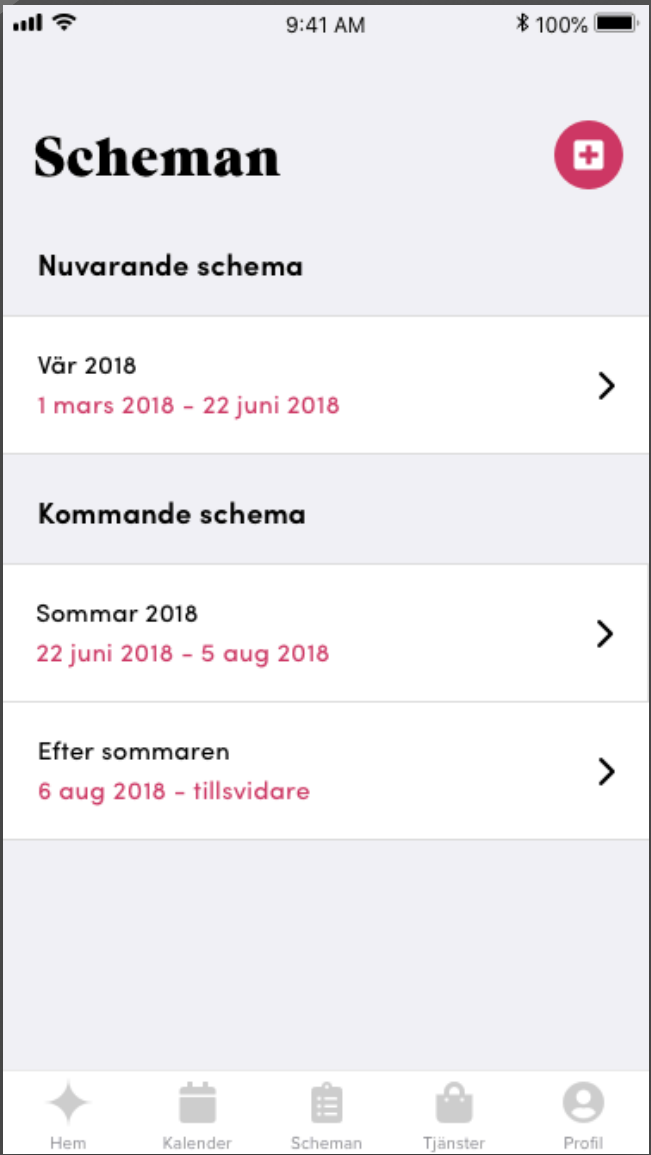 9:41 AM
100%
Scheman
Nuvarande schema
Vär 2018
1 mars 2018 - 22 juni 2018
Kommande schema
Sommar 2018
22 juni 2018 - 5 aug 2018
Efter sommaren
6 aug 2018 - tillsvidare
Hem Kalender Scheman Tjänster Profil